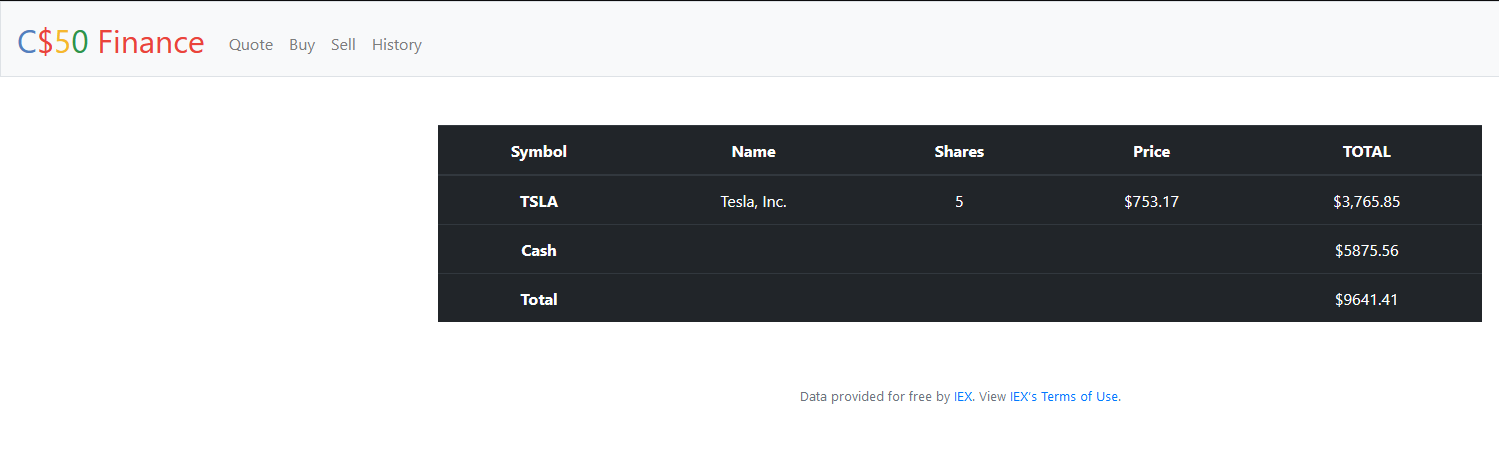 C$50 Finance Quote Buy Sell History
Symbol Name Shares Price TOTAL
TSLA Tesla, Inc. 5 $753.17 $3,765.85
Cash $5875.56
Total $9641.41
Data provided for free by IEX. View IEX's Terms of Use.